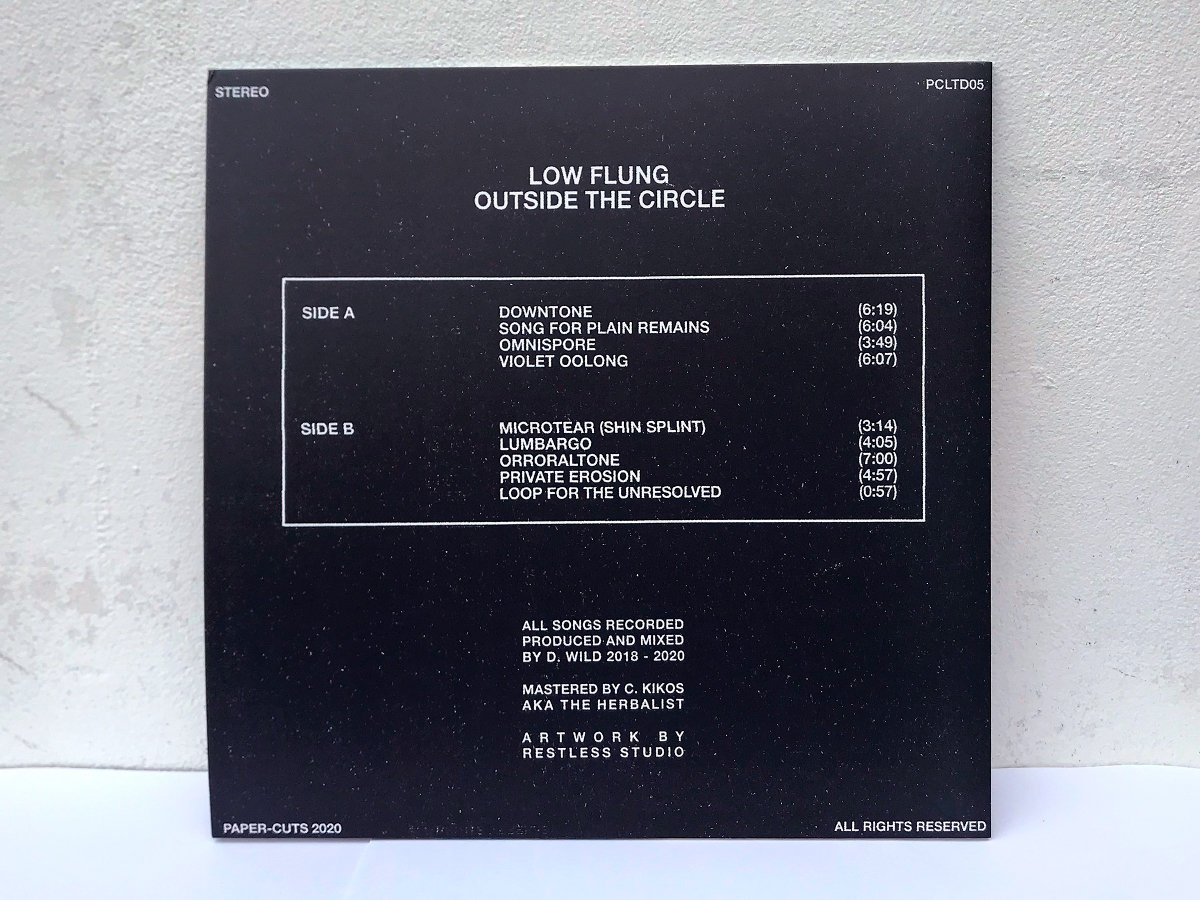 STEREO
PCLTD05
LOW FLUNG
OUTSIDE THE CIRCLE
SIDE A DOWNTONE (6:19)
SONG FOR PLAIN REMAINS (6:04)
OMNISPORE (3:49)
VIOLET OOLONG (6:07)
SIDE B MICROTEAR (SHIN SPLINT) (3:14)
LUMBARGO (4:05)
ORRORALTONE (7:00)
PRIVATE EROSION (4:57)
LOOP FOR THE UNRESOLVED (0:57)
ALL SONGS RECORDED
PRODUCED AND MIXED
BY D. WILD 2018 - 2020
MASTERED BY C. KIKOS
AKA THE HERBALIST
ARTWORK BY
RESTLESS STUDIO
PAPER-CUTS 2020
ALL RIGHTS RESERVED